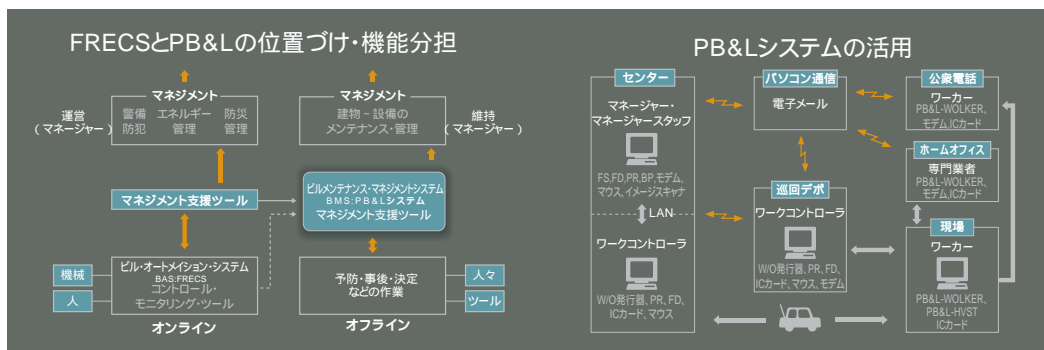 FRECSとPB&Lの位置づけ・機能分担
マネジメント
運営
(マネージャー)
警備 エネルギー 防災
防犯 管理 管理
マネジメント
建物~設備の
メンテナンス・管理
維持
(マネージャー)
マネジメント支援ツール
ビルメンテナンス・マネジメントシステム
BMS:PB&Lシステム
マネジメント支援ツール
機械
人
ビル・オートメイション・システム
BAS:FRECS
コントロール・
モニタリング・ツール
オンライン
予防・事後・決定
などの作業
人々
ツール
オフライン
PB&Lシステムの活用
センター
マネージャー・
マネージャースタッフ
FS,FD,PR,BP,モデム,
マウス,イメージスキャナ
LAN
ワークコントローラ
W/O発行器, PR, FD,
ICカード, マウス
パソコン通信
電子メール
巡回デポ
ワークコントローラ
W/O発行器, PR, FD,
ICカード, マウス, モデム
公衆電話
ワーカー
PB&L-WOLKER,
モデム,ICカード
ホームオフィス
専門業者
PB&L-WOLKER,
モデム,ICカード
現場
ワーカー
PB&L-WOLKER,
PB&L-HVST
ICカード